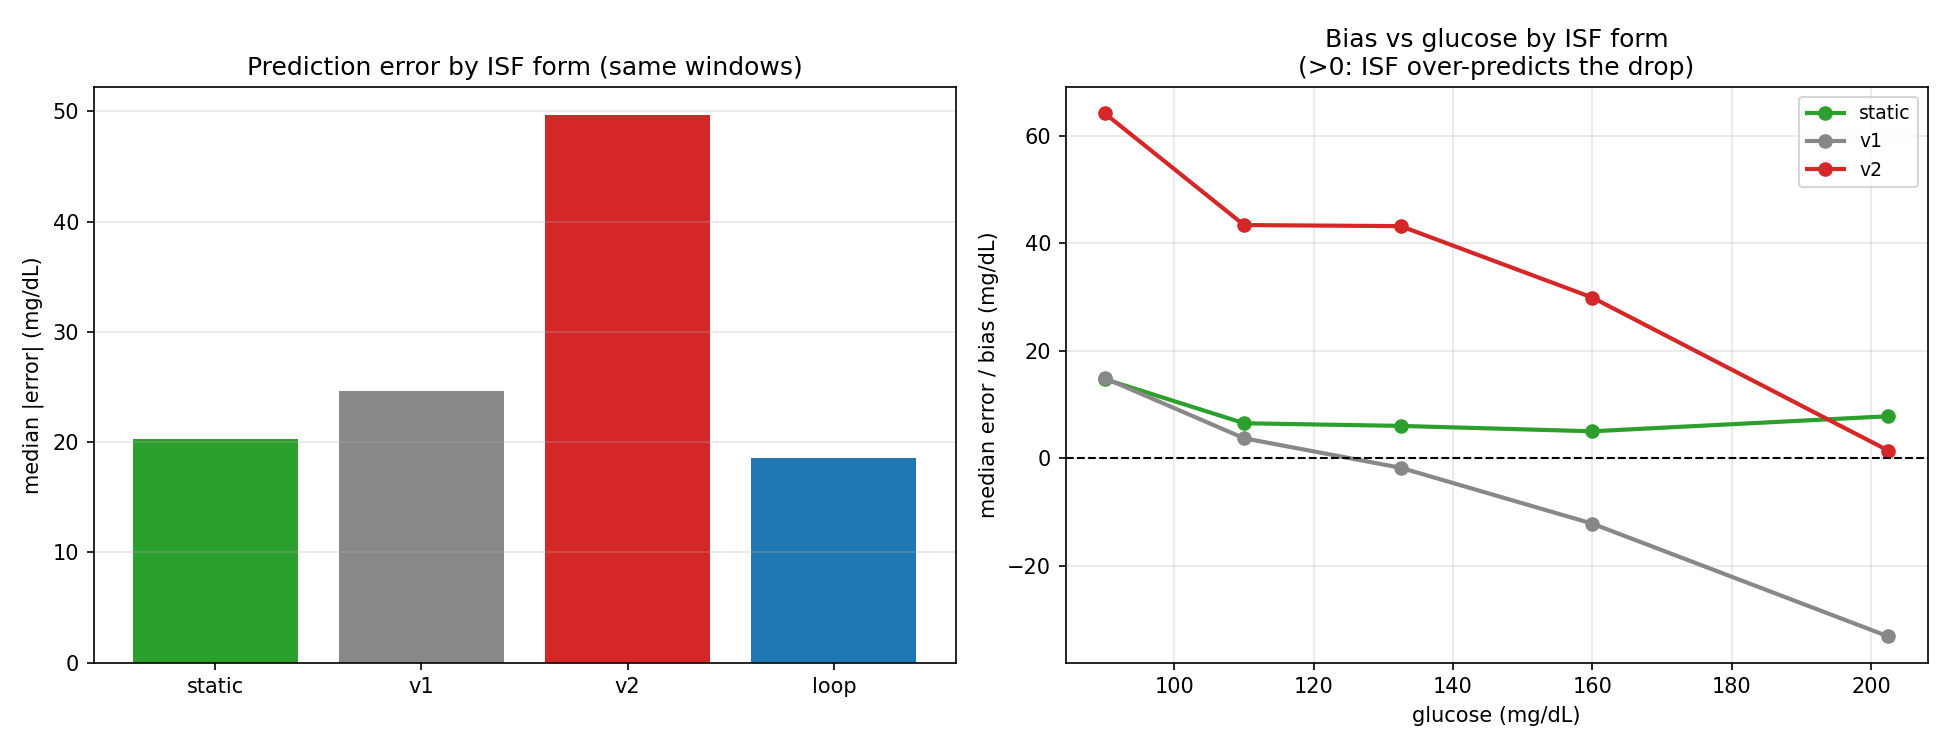 Prediction error by ISF form (same windows)
median |error| (mg/dL)
50
40
30
20
10
0
static
v1
v2
loop
Bias vs glucose by ISF form
(>0: ISF over-predicts the drop)
median error / bias (mg/dL)
60
40
20
0
−20
static
v1
v2
100
120
140
160
180
200
glucose (mg/dL)